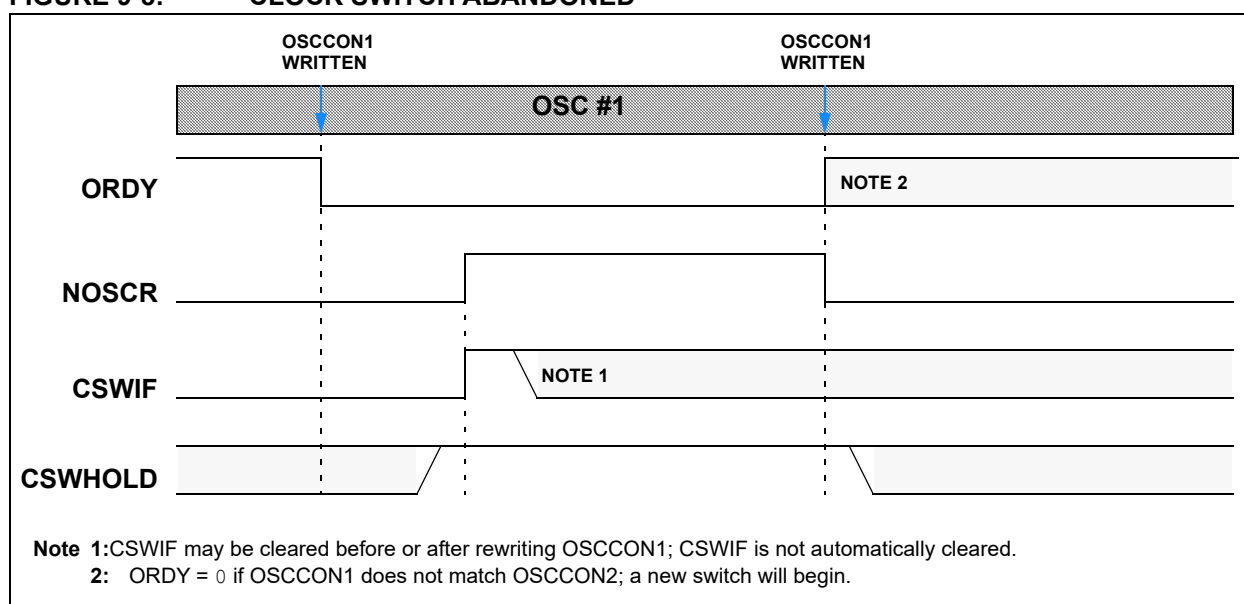 OSCCON1 OSCCON1
WRITTEN WRITTEN
OSC #1
ORDY NOTE 2
NOSCR
CSWIF NOTE 1
CSWHOLD
Note 1:CSWIF may be cleared before or after rewriting OSCCON1; CSWIF is not automatically cleared.
2: ORDY = 0 if OSCCON1 does not match OSCCON2; a new switch will begin.